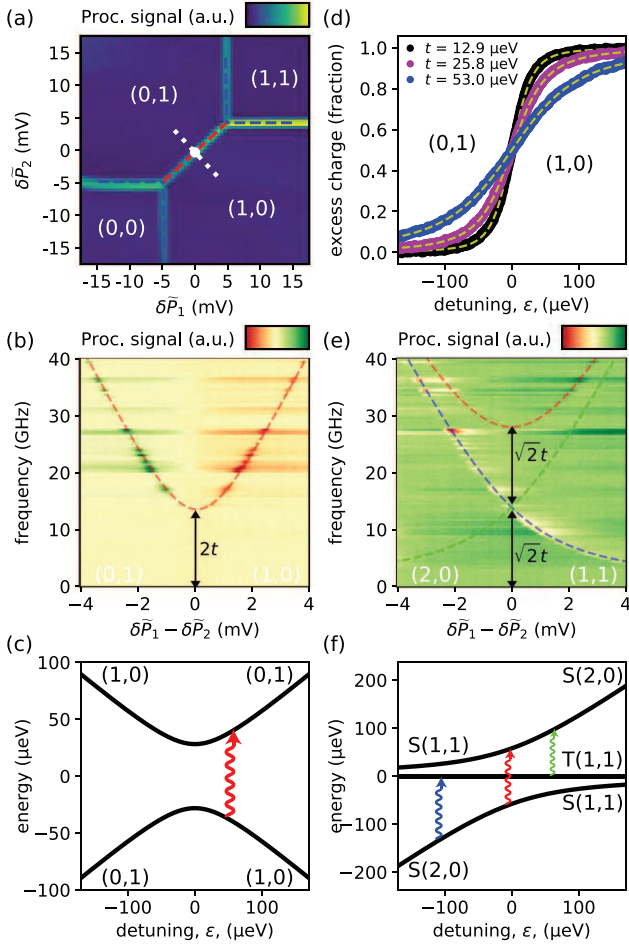 (a) Proc. signal (a.u.)
δP̃₂ (mV)
15
10
5
0
-5
-10
-15
(0,1)
(1,1)
(0,0)
(1,0)
-15 -10 -5 0 5 10 15
δP̃₁ (mV)
(d)
excess charge (fraction)
1.0
0.8
0.6
0.4
0.2
0.0
t = 12.9 μeV
t = 25.8 μeV
t = 53.0 μeV
(0,1)
(1,0)
−100 0 100
detuning, ε, (μeV)
(b) Proc. signal (a.u.)
frequency (GHz)
40
30
20
10
0
2t
(0,1)
(1,0)
−4 −2 0 2 4
δP̃₁ − δP̃₂ (mV)
(e) Proc. signal (a.u.)
frequency (GHz)
40
30
20
10
0
√2t
√2t
(2,0)
(1,1)
−4 −2 0 2 4
δP̃₁ − δP̃₂ (mV)
(c)
energy (μeV)
100
50
0
−50
−100
(1,0)
(0,1)
(0,1)
(1,0)
−100 0 100
detuning, ε, (μeV)
(f)
energy (μeV)
200
100
0
−100
−200
S(2,0)
S(1,1)
T(1,1)
S(1,1)
S(2,0)
−100 0 100
detuning, ε, (μeV)